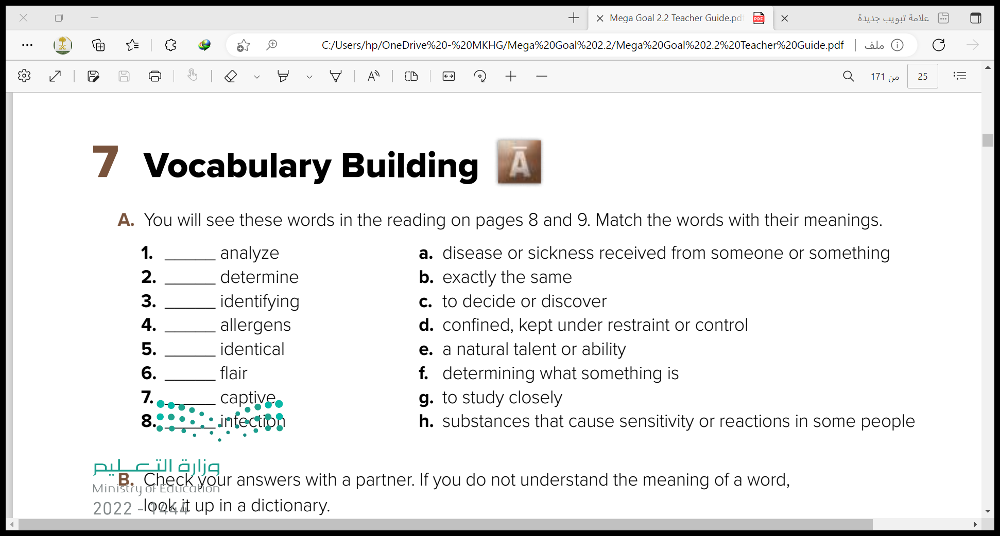 Mega Goal 2.2 Teacher Guide.pdf
علامة تبويب جديدة
C:/Users/hp/OneDrive%20-%20MKHG/Mega%20Goal%202.2/Mega%20Goal%202.2%20Teacher%20Guide.pdf | ملف
25 من 171
7 Vocabulary Building
A. You will see these words in the reading on pages 8 and 9. Match the words with their meanings.
1. ______ analyze
2. ______ determine
3. ______ identifying
4. ______ allergens
5. ______ identical
6. ______ flair
7. ______ captive
8. ______ infection
a. disease or sickness received from someone or something
b. exactly the same
c. to decide or discover
d. confined, kept under restraint or control
e. a natural talent or ability
f. determining what something is
g. to study closely
h. substances that cause sensitivity or reactions in some people
B. Check your answers with a partner. If you do not understand the meaning of a word,
look it up in a dictionary.
وزارة التعليم
Ministry of Education
2022 - 1444